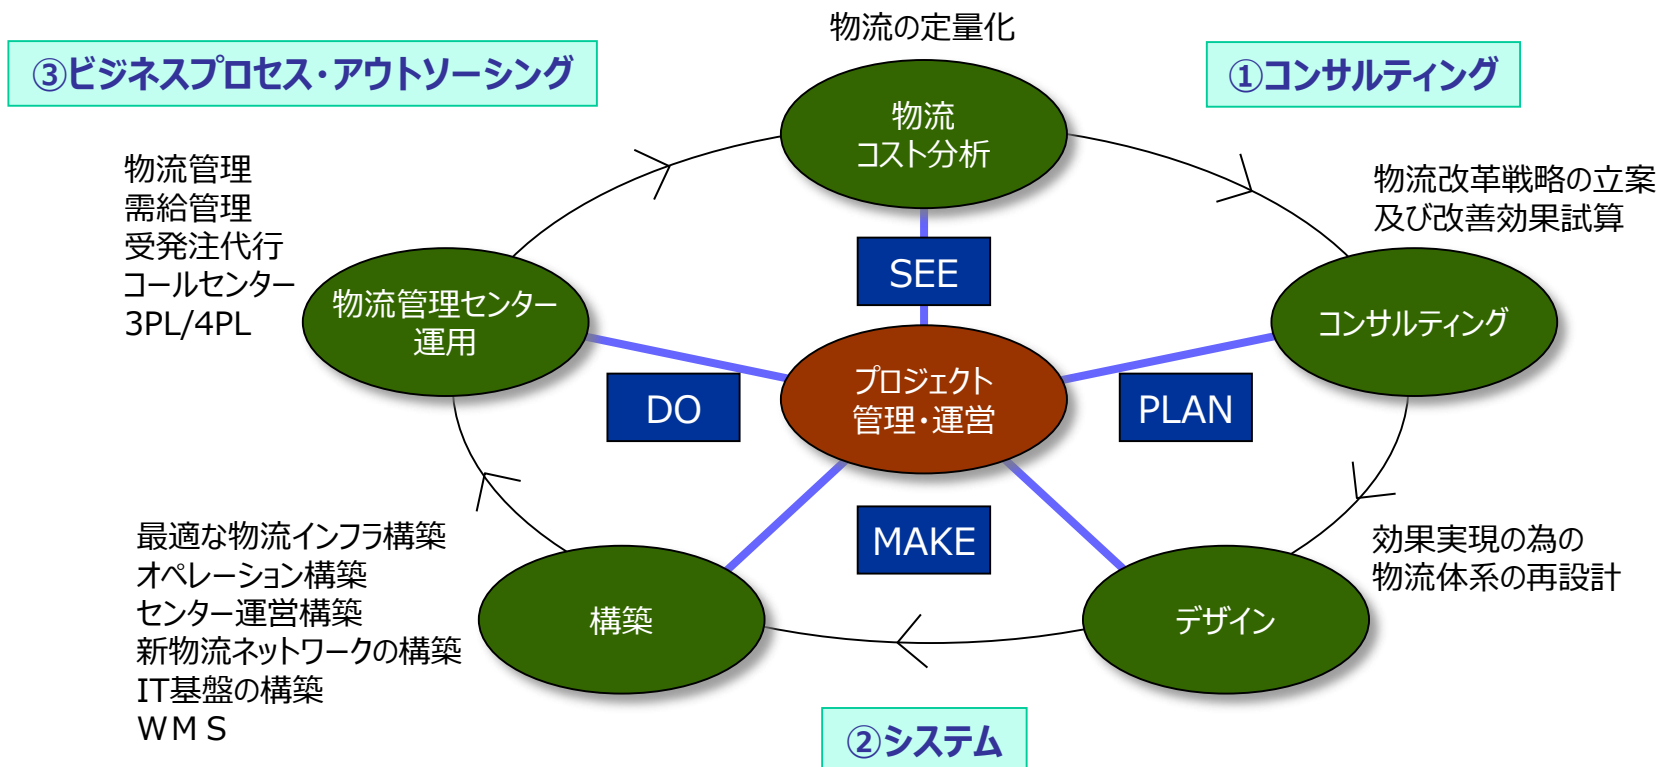 物流の定量化
③ビジネスプロセス・アウトソーシング
①コンサルティング
物流
コスト分析
物流管理
需給管理
受発注代行
コールセンター
3PL/4PL
物流改革戦略の立案
及び改善効果試算
SEE
物流管理センター
運用
コンサルティング
プロジェクト
管理・運営
DO
PLAN
MAKE
最適な物流インフラ構築
オペレーション構築
センター運営構築
新物流ネットワークの構築
IT基盤の構築
ＷＭＳ
効果実現の為の
物流体系の再設計
構築
デザイン
②システム